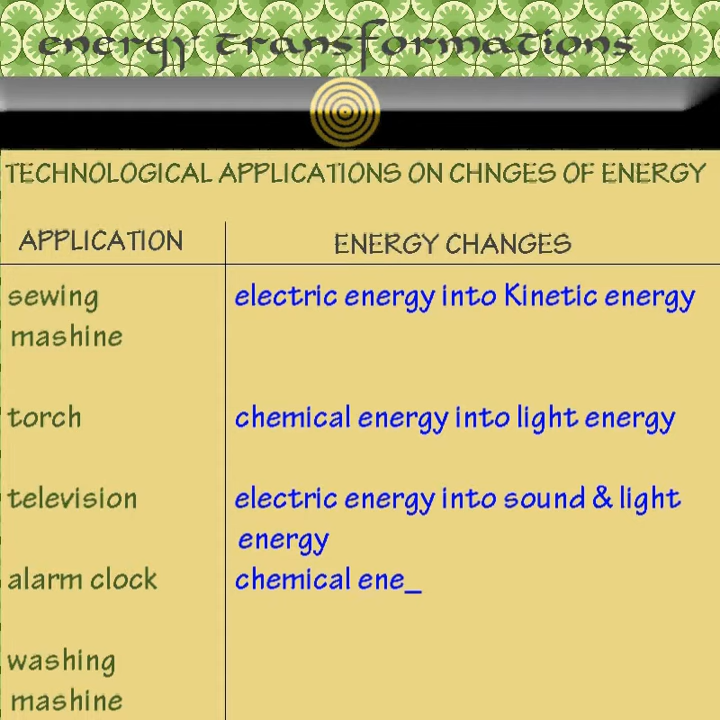 energy transformations
TECHNOLOGICAL APPLICATIONS ON CHNGES OF ENERGY
APPLICATION
ENERGY CHANGES
sewing
mashine
electric energy into Kinetic energy
torch
chemical energy into light energy
television
electric energy into sound & light
energy
alarm clock
chemical ene_
washing
mashine